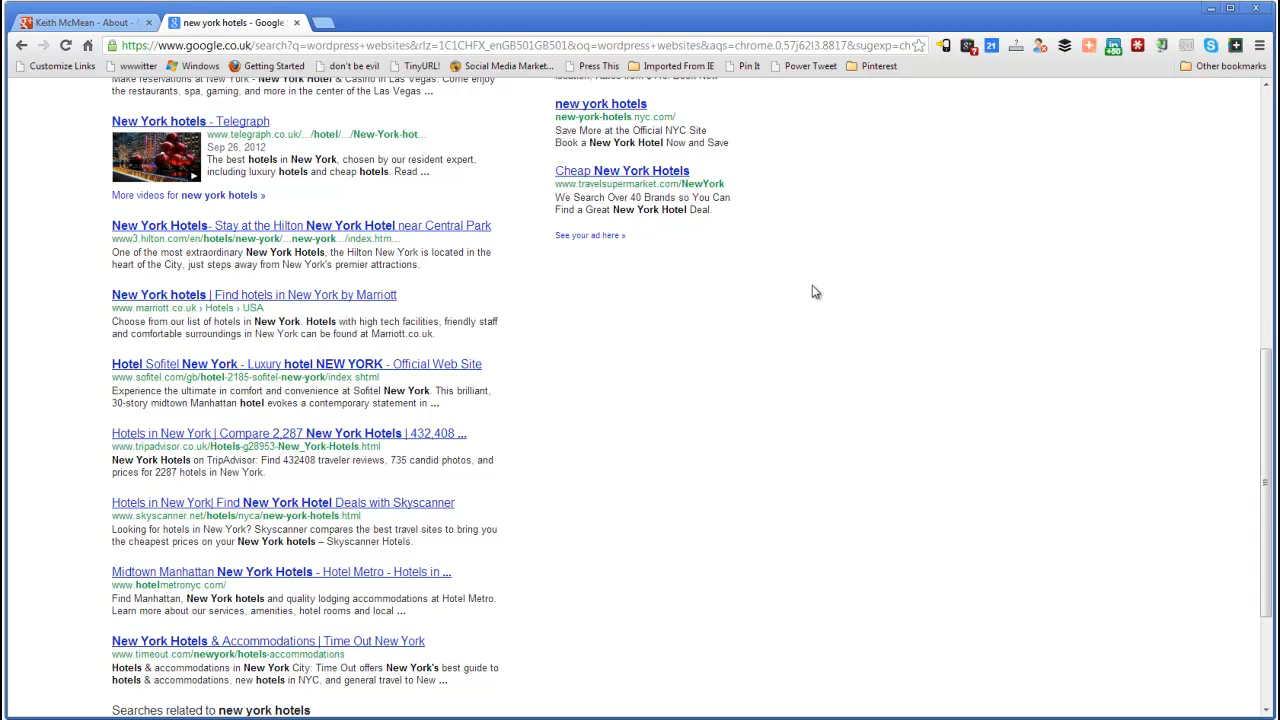 Keith McMean - About - G
new york hotels - Google
https://www.google.co.uk/search?q=wordpress+websites&rlz=1C1CHFX_enGB501GB501&oq=wordpress+websites&aqs=chrome.0.57j62l3.8817&sugexp=ch
Customize Links wwwitter Windows Getting Started don't be evil TinyURL! Social Media Market... Press This Imported From IE Pin It Power Tweet Pinterest Other bookmarks
Make reservations at New York - New York Hotel & Casino in Las Vegas. Come enjoy
the restaurants, spa, gaming, and more in the center of the Las Vegas ...
New York hotels - Telegraph
www.telegraph.co.uk/.../hotel/.../New-York-hot...
Sep 26, 2012
The best hotels in New York, chosen by our resident expert,
including luxury hotels and cheap hotels. Read ...
More videos for new york hotels »
New York Hotels- Stay at the Hilton New York Hotel near Central Park
www3.hilton.com/en/hotels/new-york/...new-york.../index.htm...
One of the most extraordinary New York Hotels, the Hilton New York is located in the
heart of the City, just steps away from New York's premier attractions.
New York hotels | Find hotels in New York by Marriott
www.marriott.co.uk › Hotels › USA
Choose from our list of hotels in New York. Hotels with high tech facilities, friendly staff
and comfortable surroundings in New York can be found at Marriott.co.uk.
Hotel Sofitel New York - Luxury hotel NEW YORK - Official Web Site
www.sofitel.com/gb/hotel-2185-sofitel-new-york/index.shtml
Experience the ultimate in comfort and convenience at Sofitel New York. This brilliant,
30-story midtown Manhattan hotel evokes a contemporary statement in ...
Hotels in New York | Compare 2,287 New York Hotels | 432,408 ...
www.tripadvisor.co.uk/Hotels-g28953-New_York-Hotels.html
New York Hotels on TripAdvisor: Find 432408 traveler reviews, 735 candid photos, and
prices for 2287 hotels in New York.
Hotels in New York| Find New York Hotel Deals with Skyscanner
www.skyscanner.net/hotels/nyca/new-york-hotels.html
Looking for hotels in New York? Skyscanner compares the best travel sites to bring you
the cheapest prices on your New York hotels – Skyscanner Hotels.
Midtown Manhattan New York Hotels - Hotel Metro - Hotels in ...
www.hotelmetronyc.com/
Find Manhattan, New York hotels and quality lodging accommodations at Hotel Metro.
Learn more about our services, amenities, hotel rooms and local ...
New York Hotels & Accommodations | Time Out New York
www.timeout.com/newyork/hotels-accommodations
Hotels & accommodations in New York City: Time Out offers New York's best guide to
hotels & accommodations, new hotels in NYC, and general travel to New ...
Searches related to new york hotels
new york hotels
new-york-hotels.nyc.com/
Save More at the Official NYC Site
Book a New York Hotel Now and Save
Cheap New York Hotels
www.travelsupermarket.com/NewYork
We Search Over 40 Brands so You Can
Find a Great New York Hotel Deal.
See your ad here »